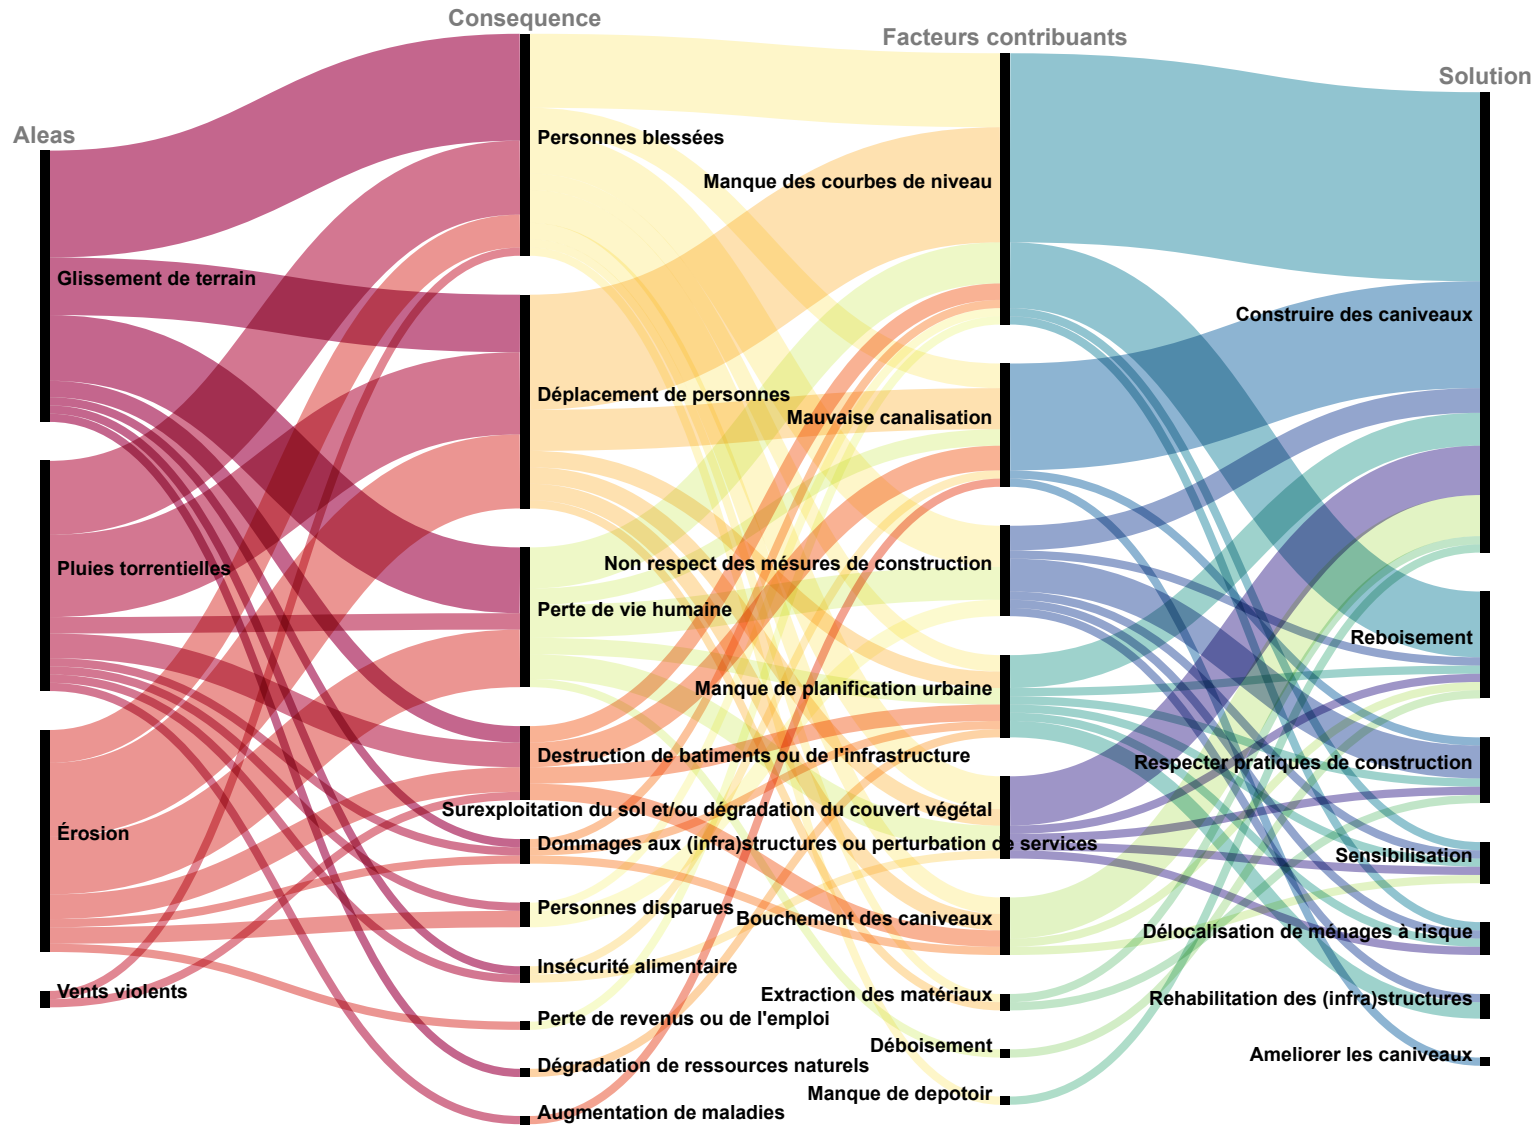 Aleas
Glissement de terrain
Pluies torrentielles
Érosion
Vents violents
Consequence
Personnes blessées
Déplacement de personnes
Perte de vie humaine
Destruction de batiments ou de l'infrastructure
Dommages aux (infra)structures ou perturbation de services
Personnes disparues
Insécurité alimentaire
Perte de revenus ou de l'emploi
Dégradation de ressources naturels
Augmentation de maladies
Facteurs contribuants
Manque des courbes de niveau
Mauvaise canalisation
Non respect des mésures de construction
Manque de planification urbaine
Surexploitation du sol et/ou dégradation du couvert végétal
Bouchement des caniveaux
Extraction des matériaux
Déboisement
Manque de depotoir
Solution
Construire des caniveaux
Reboisement
Respecter pratiques de construction
Sensibilisation
Délocalisation de ménages à risque
Rehabilitation des (infra)structures
Ameliorer les caniveaux